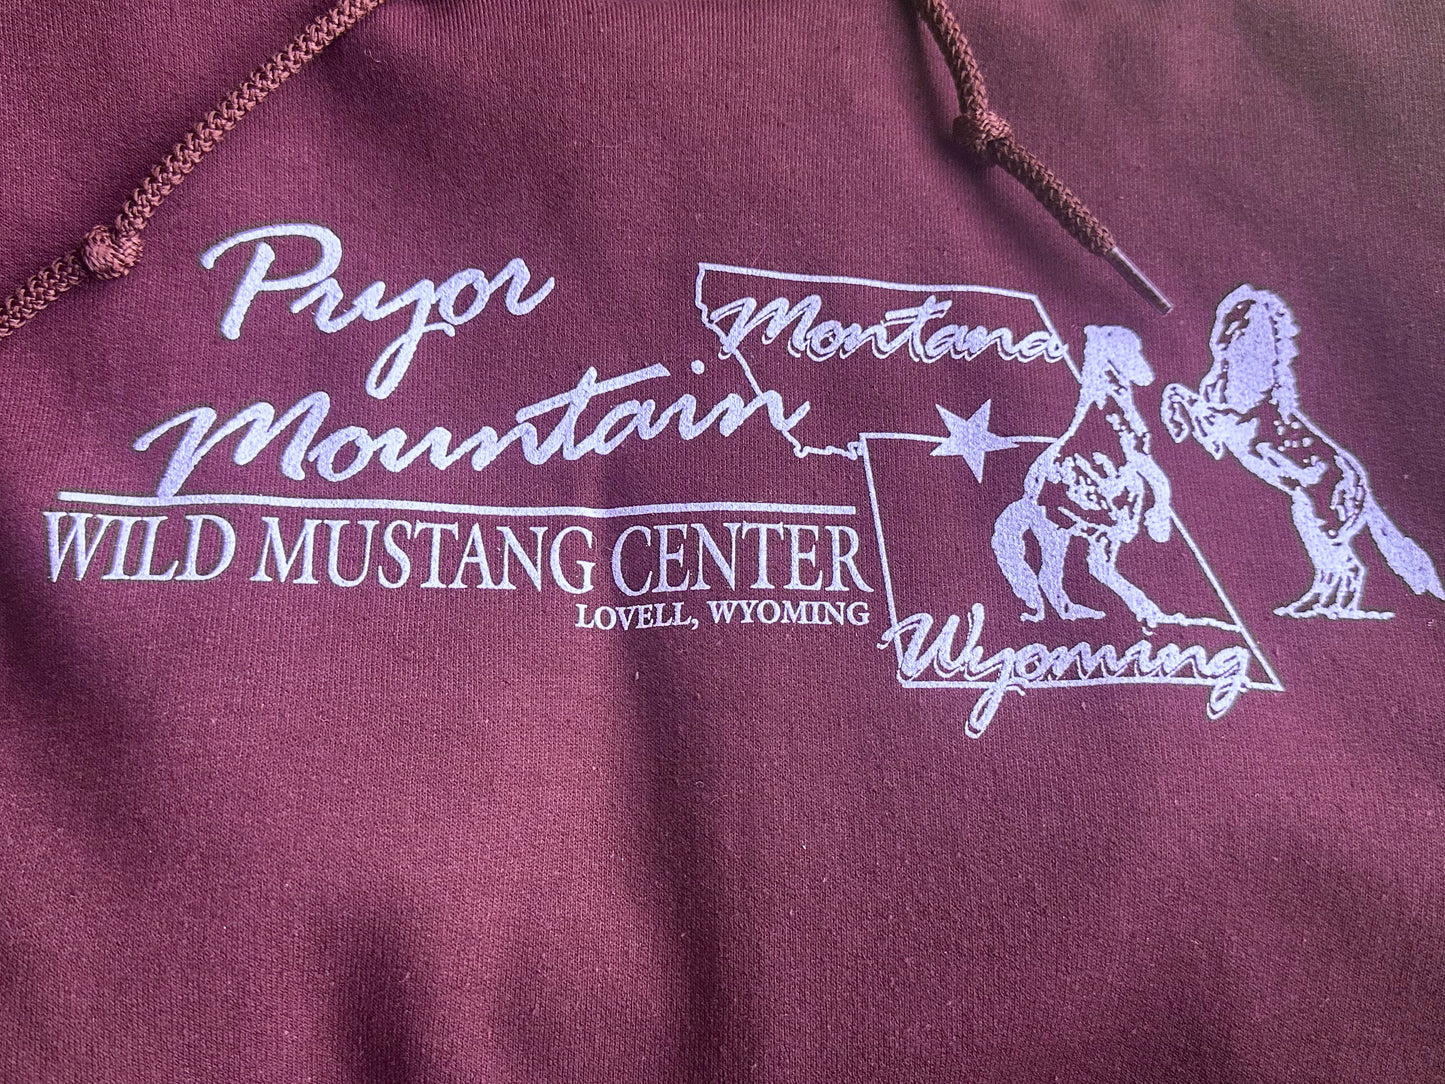 Pryor
Mountain
WILD MUSTANG CENTER
LOVELL, WYOMING
Montana
Wyoming